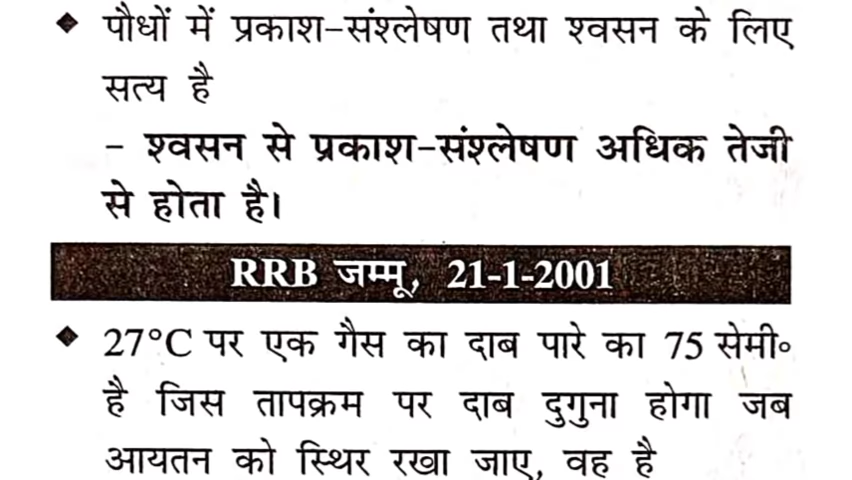 ❖ पौधों में प्रकाश-संश्लेषण तथा श्वसन के लिए
सत्य है
- श्वसन से प्रकाश-संश्लेषण अधिक तेजी
से होता है।
RRB जम्मू, 21-1-2001
❖ 27°C पर एक गैस का दाब पारे का 75 सेमी॰
है जिस तापक्रम पर दाब दुगुना होगा जब
आयतन को स्थिर रखा जाए, वह है